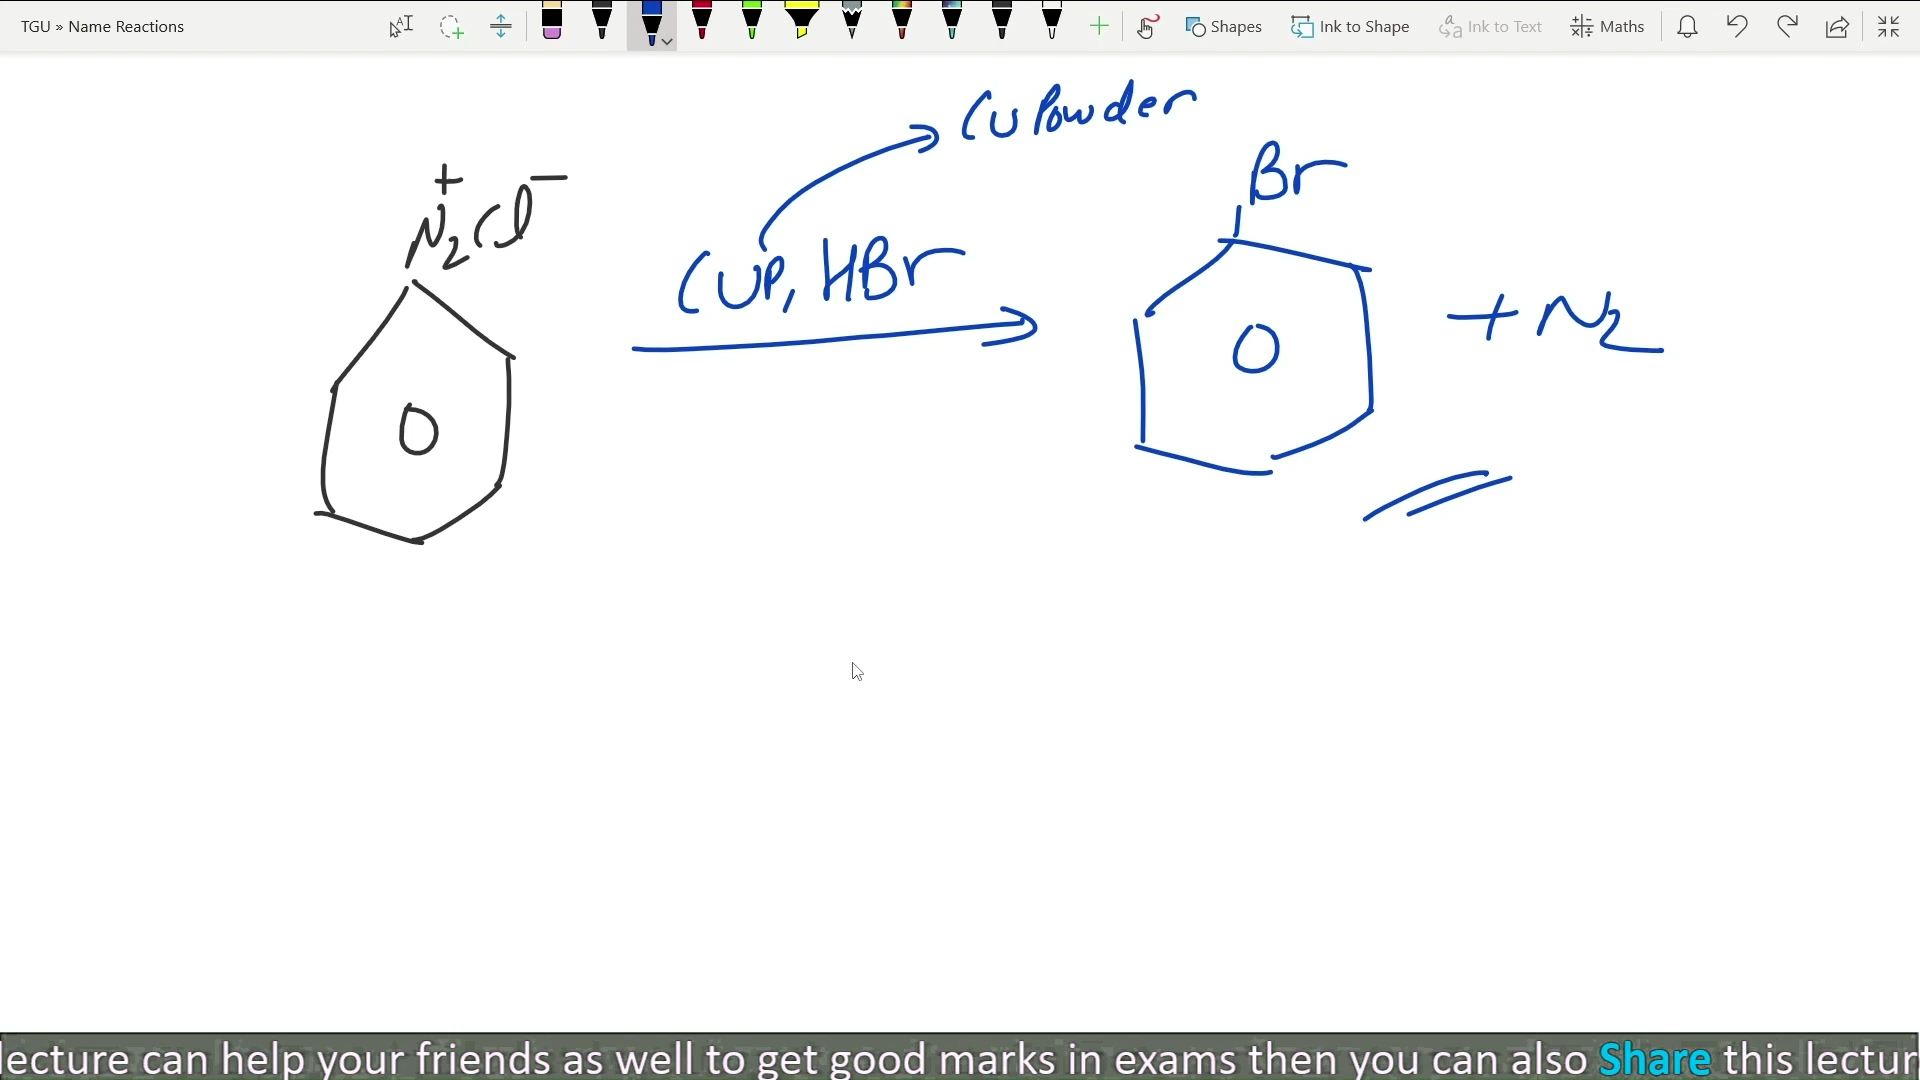 TGU » Name Reactions
Shapes
Ink to Shape
Ink to Text
Maths
Cu Powder
N2Cl
+
−
CuP, HBr
Br
+ N2
lecture can help your friends as well to get good marks in exams then you can also Share this lectur